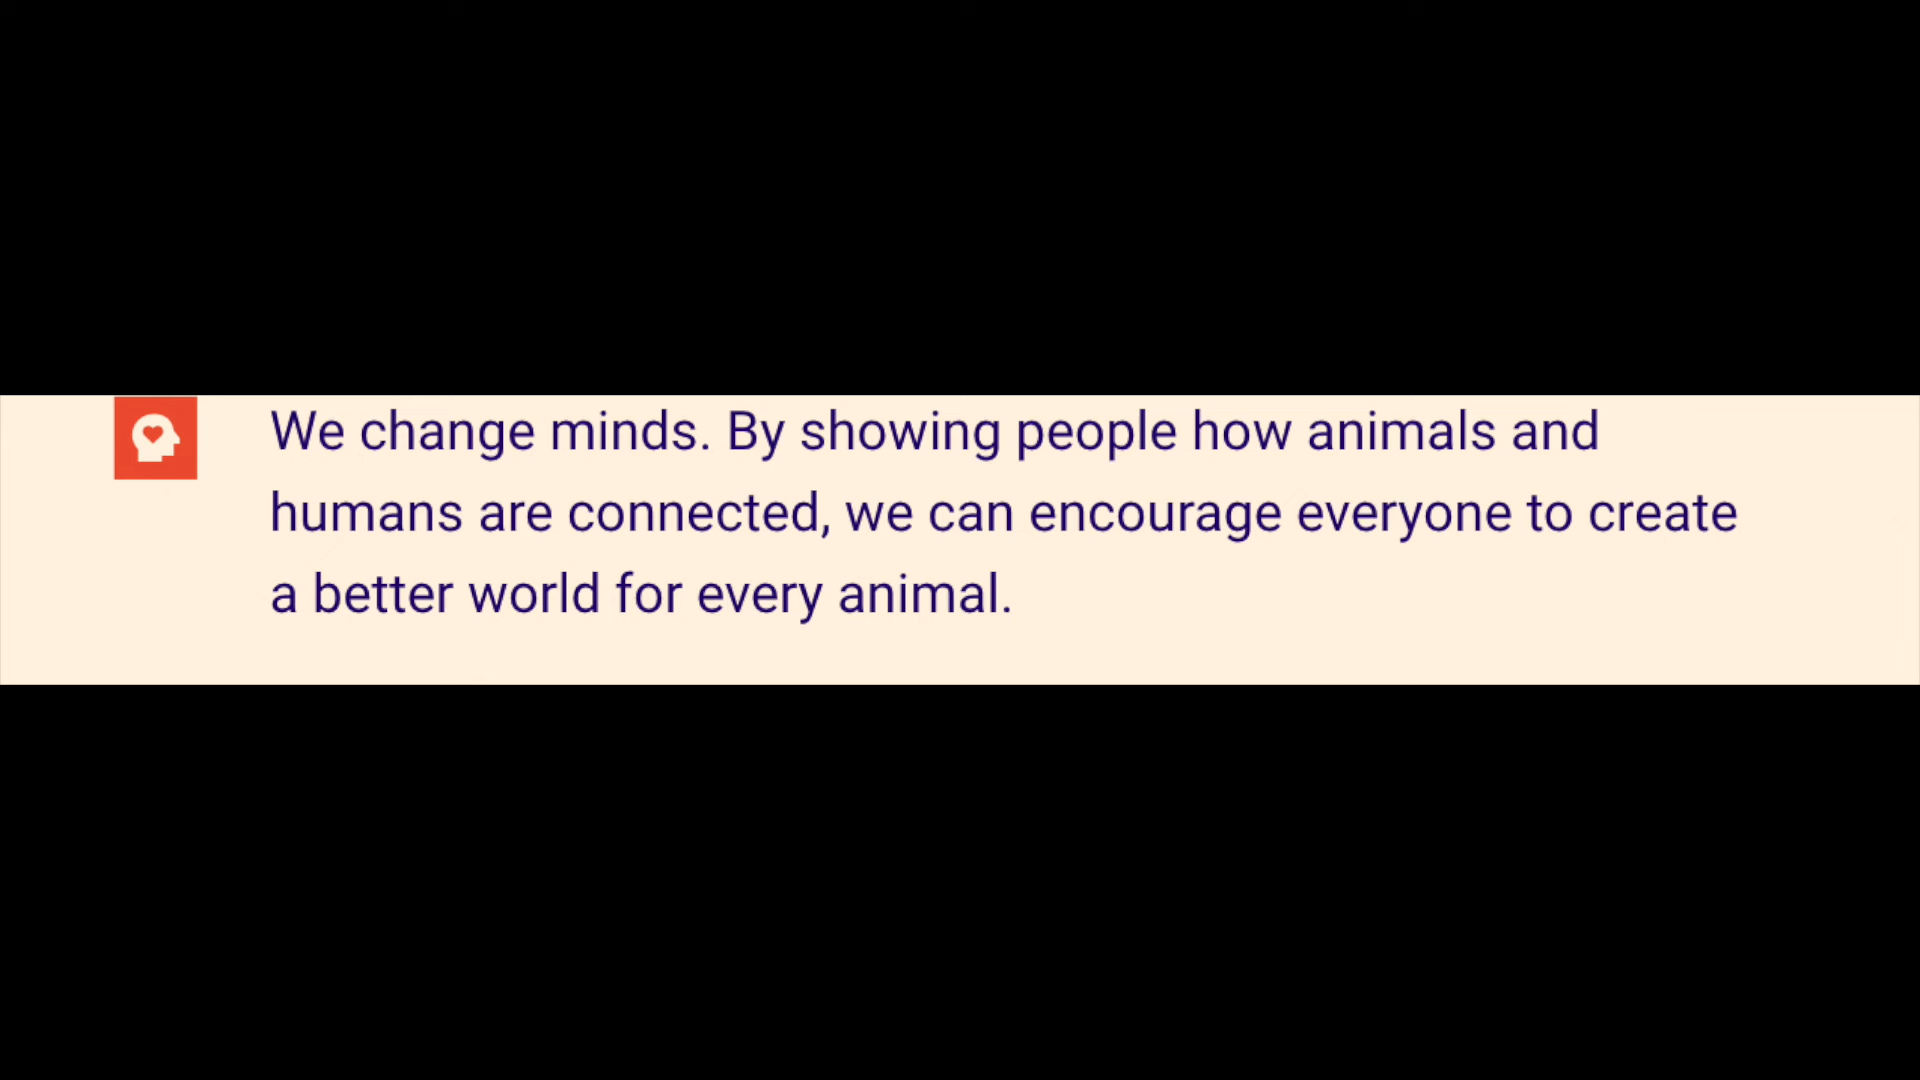 We change minds. By showing people how animals and
humans are connected, we can encourage everyone to create
a better world for every animal.